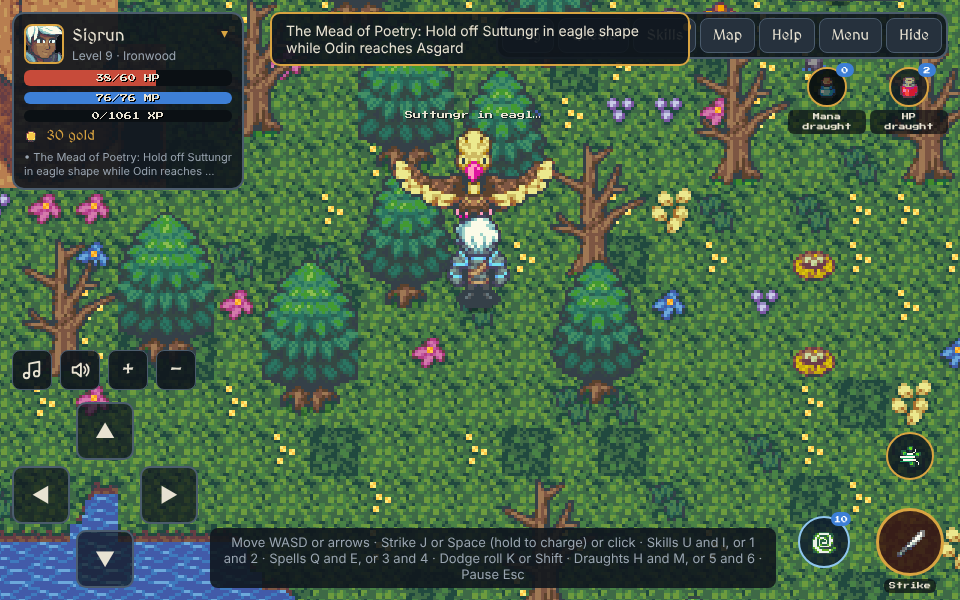 Sigrun
Level 9 · Ironwood
38/60 HP
76/76 MP
0/1061 XP
30 gold
• The Mead of Poetry: Hold off Suttungr
in eagle shape while Odin reaches ...
The Mead of Poetry: Hold off Suttungr in eagle shape
while Odin reaches Asgard
Skills
Map
Help
Menu
Hide
0
Mana
draught
2
HP
draught
Suttungr in eagl…
+
−
10
Strike
Move WASD or arrows · Strike J or Space (hold to charge) or click · Skills U and I, or 1
and 2 · Spells Q and E, or 3 and 4 · Dodge roll K or Shift · Draughts H and M, or 5 and 6 ·
Pause Esc